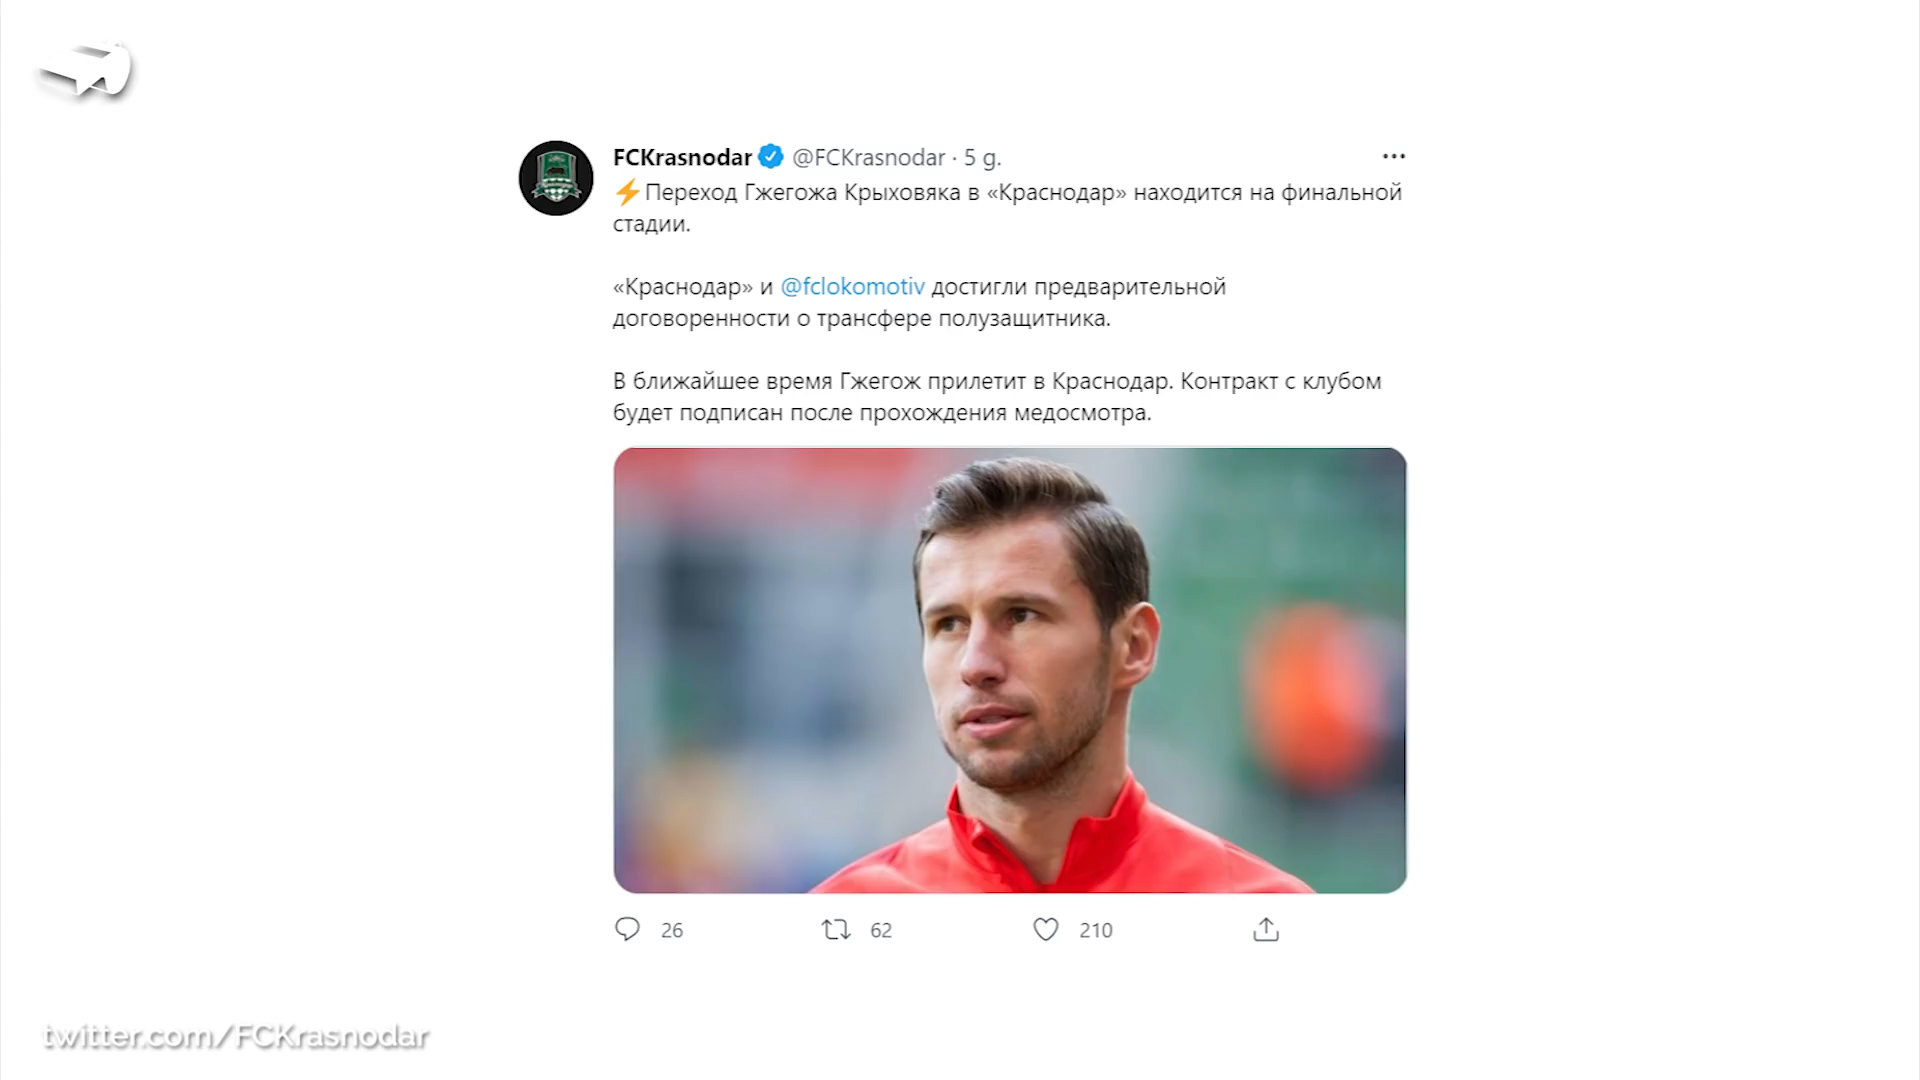 FCKrasnodar @FCKrasnodar · 5 g.
⚡Переход Гжегожа Крыховяка в «Краснодар» находится на финальной
стадии.
«Краснодар» и @fclokomotiv достигли предварительной
договоренности о трансфере полузащитника.
В ближайшее время Гжегож прилетит в Краснодар. Контракт с клубом
будет подписан после прохождения медосмотра.
26 62 210
twitter.com/FCKrasnodar